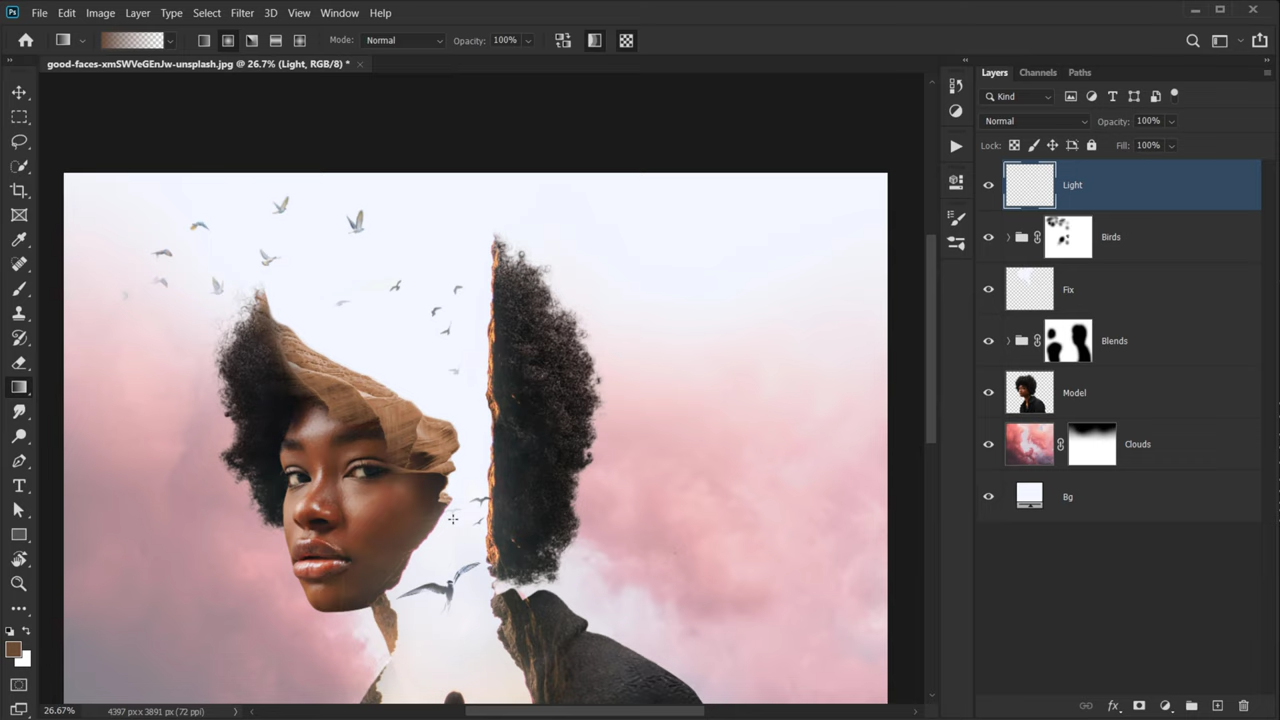 Ps File Edit Image Layer Type Select Filter 3D View Window Help
Mode: Normal Opacity: 100%
good-faces-xmSWVeGEnJw-unsplash.jpg @ 26.7% (Light, RGB/8) *
Layers Channels Paths
Kind
Normal Opacity: 100%
Lock: Fill: 100%
Light
Birds
Fix
Blends
Model
Clouds
Bg
26.67% 4397 px x 3891 px (72 ppi)